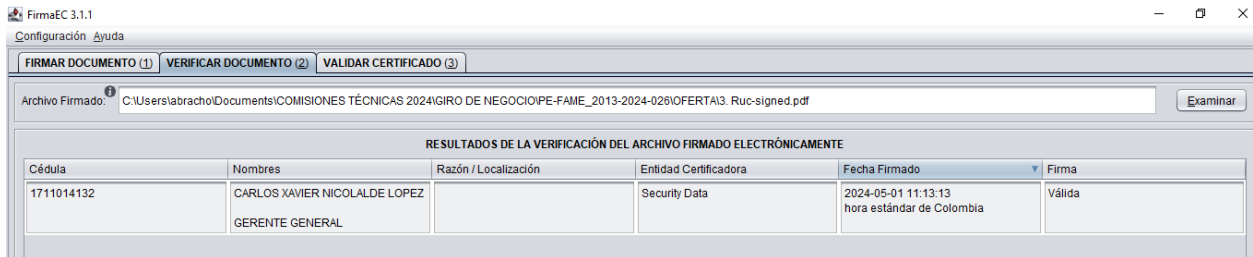 FirmaEC 3.1.1
Configuración Ayuda
FIRMAR DOCUMENTO (1) VERIFICAR DOCUMENTO (2) VALIDAR CERTIFICADO (3)
Archivo Firmado: C:\Users\abracho\Documents\COMISIONES TÉCNICAS 2024\GIRO DE NEGOCIO\PE-FAME_2013-2024-026\OFERTA\3. Ruc-signed.pdf Examinar
RESULTADOS DE LA VERIFICACIÓN DEL ARCHIVO FIRMADO ELECTRÓNICAMENTE
Cédula Nombres Razón / Localización Entidad Certificadora Fecha Firmado Firma
1711014132 CARLOS XAVIER NICOLALDE LOPEZ Security Data 2024-05-01 11:13:13 Válida
hora estándar de Colombia
GERENTE GENERAL